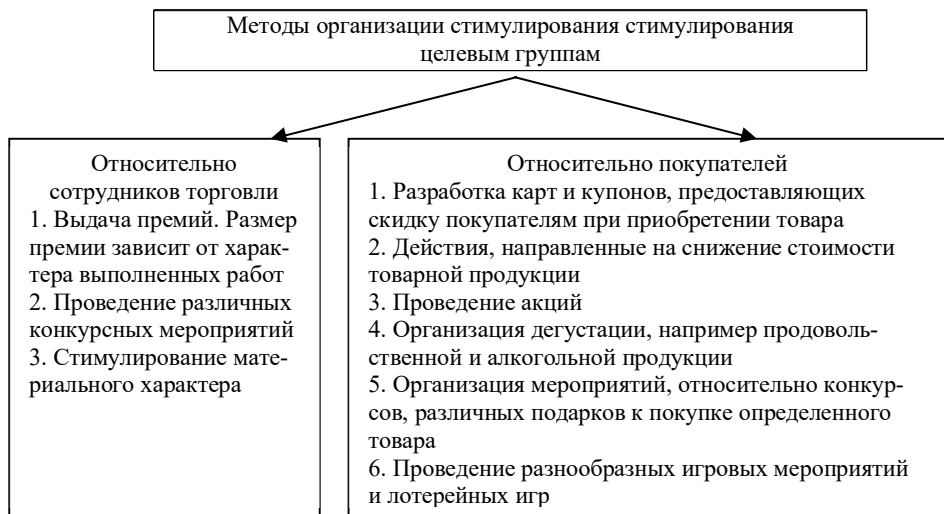 Методы организации стимулирования стимулирования
целевым группам
Относительно
сотрудников торговли
1. Выдача премий. Размер
премии зависит от харак-
тера выполненных работ
2. Проведение различных
конкурсных мероприятий
3. Стимулирование мате-
риального характера
Относительно покупателей
1. Разработка карт и купонов, предоставляющих
скидку покупателям при приобретении товара
2. Действия, направленные на снижение стоимости
товарной продукции
3. Проведение акций
4. Организация дегустации, например продоволь-
ственной и алкогольной продукции
5. Организация мероприятий, относительно конкур-
сов, различных подарков к покупке определенного
товара
6. Проведение разнообразных игровых мероприятий
и лотерейных игр